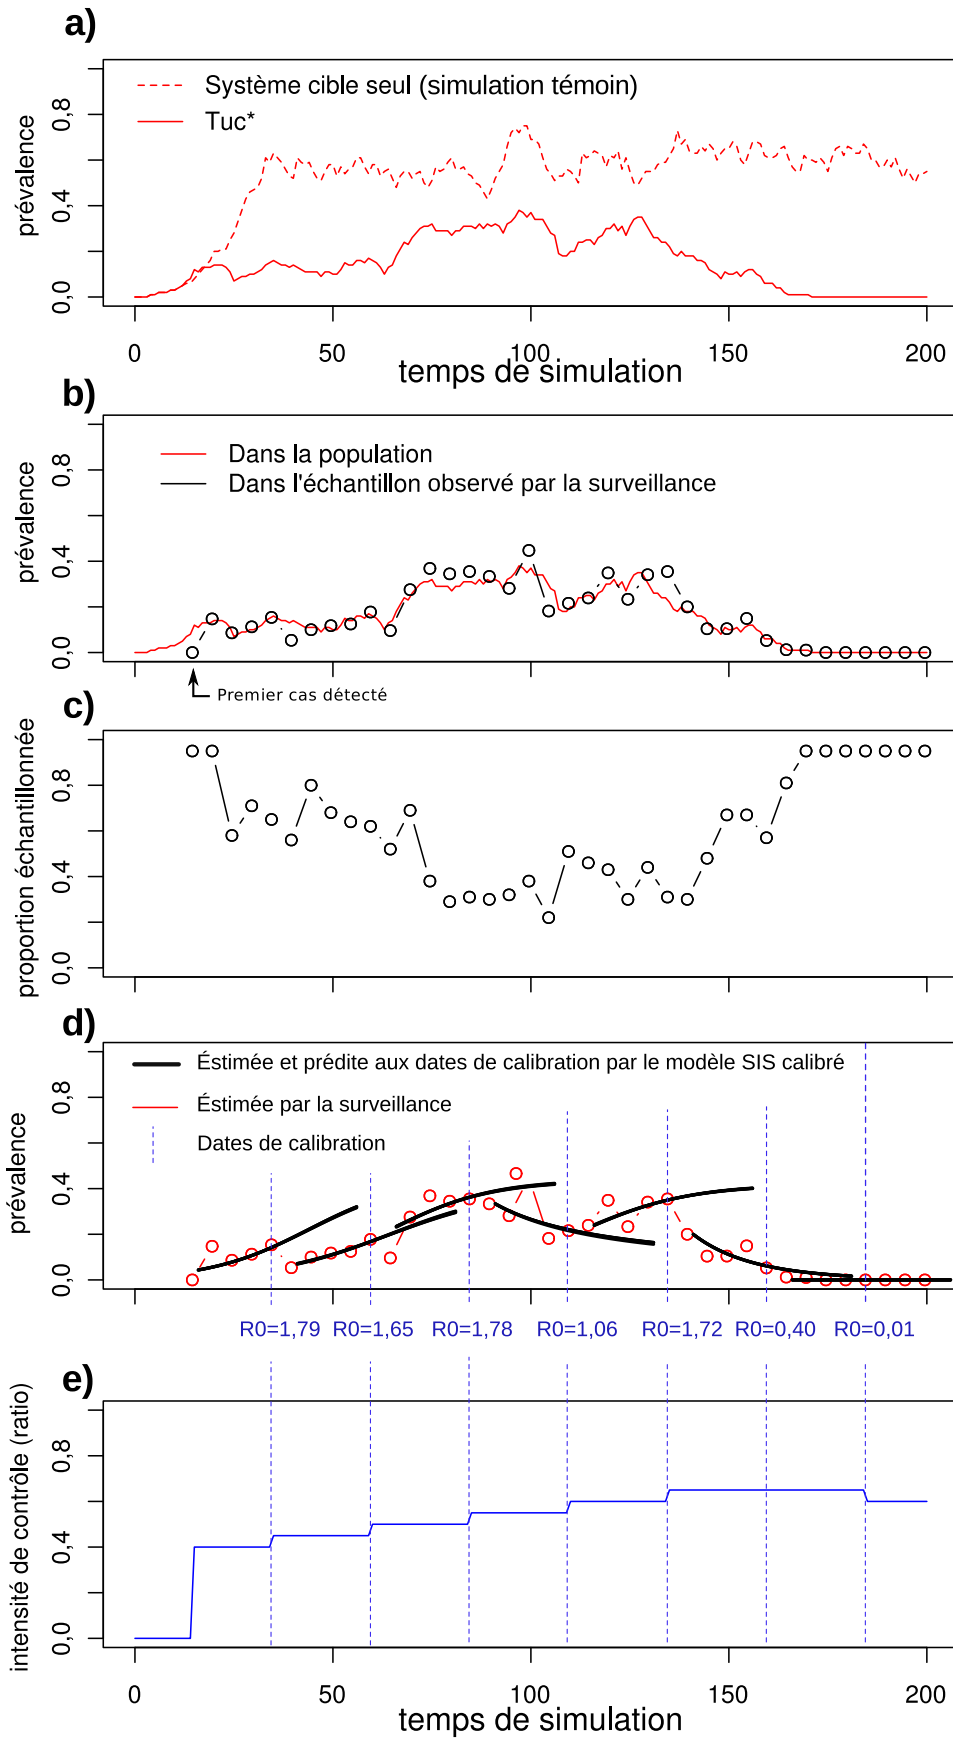 a)
prévalence
0,0 0,4 0,8
Système cible seul (simulation témoin)
Tuc*
0 50 100 150 200
temps de simulation
b)
prévalence
0,0 0,4 0,8
Dans la population
Dans l'échantillon observé par la surveillance
Premier cas détecté
c)
proportion échantillonnée
0,0 0,4 0,8
d)
prévalence
0,0 0,4 0,8
Éstimée et prédite aux dates de calibration par le modèle SIS calibré
Éstimée par la surveillance
Dates de calibration
R0=1,79 R0=1,65 R0=1,78 R0=1,06 R0=1,72 R0=0,40 R0=0,01
e)
intensité de contrôle (ratio)
0,0 0,4 0,8
0 50 100 150 200
temps de simulation